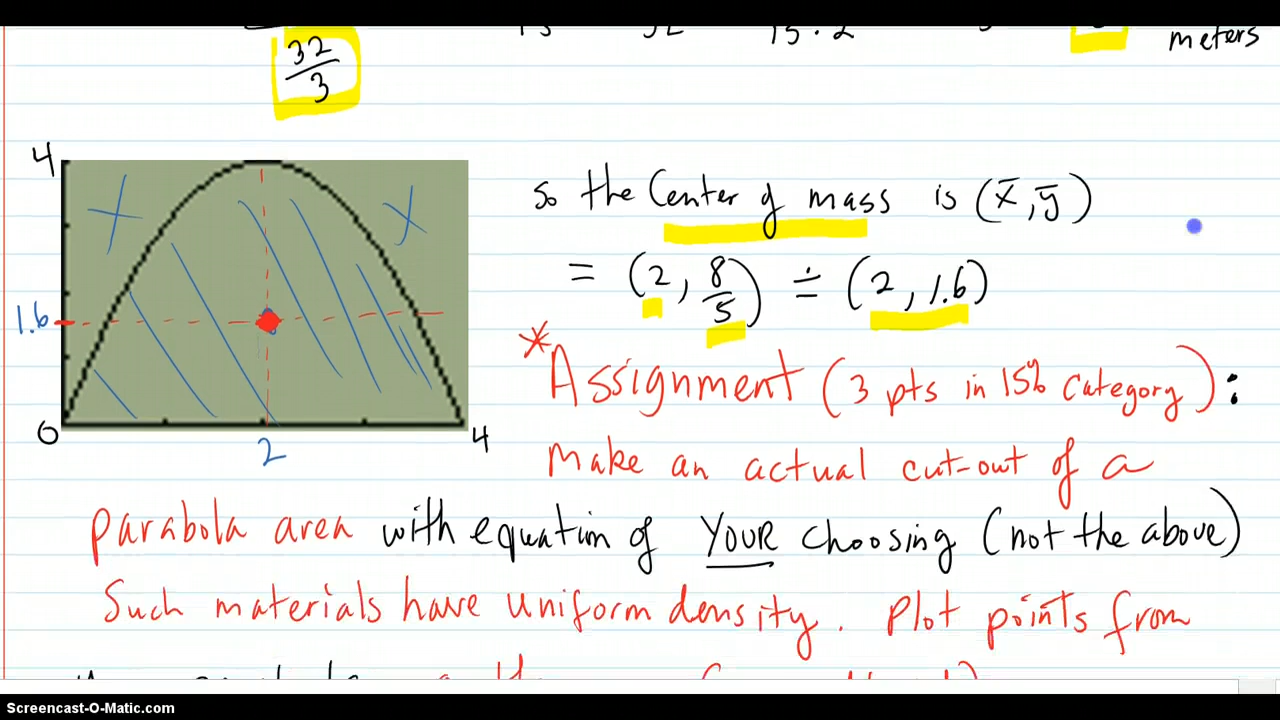 32
3
meters
4
So the Center of mass is (x̄, ȳ)
= (2, 8/5) ≐ (2, 1.6)
1.6
* Assignment (3 pts in 15% category):
0
2
4
make an actual cut-out of a
parabola area with equation of YOUR choosing (not the above)
Such materials have uniform density. Plot points from
Screencast-O-Matic.com